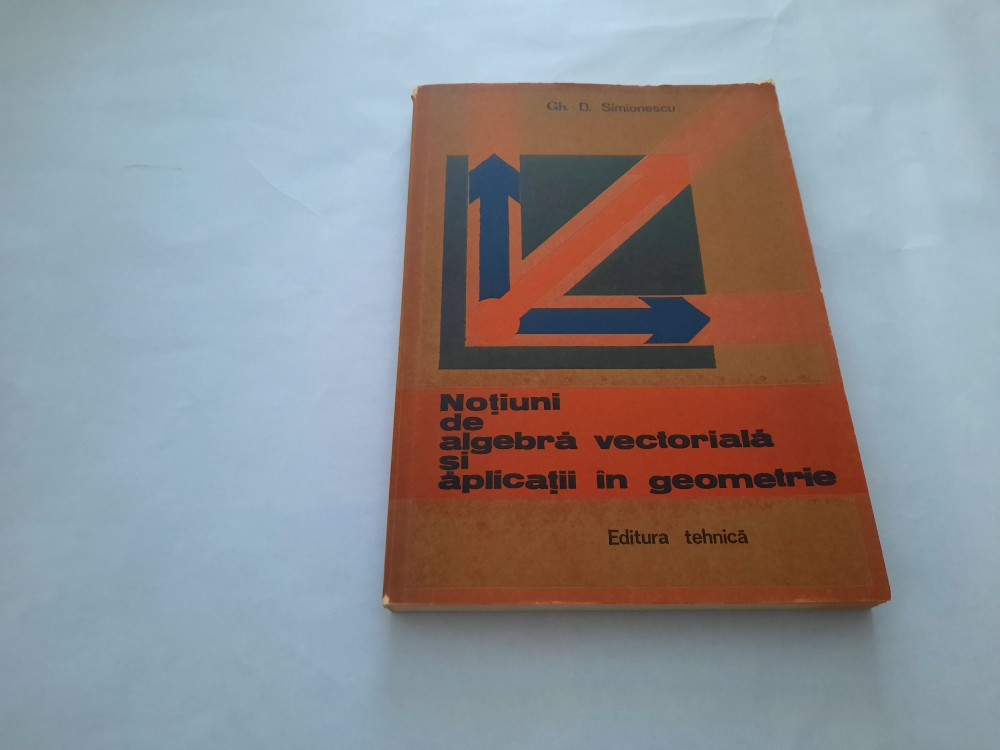 Gh. D. Simionescu
Noțiuni
de
algebră vectorială
și
aplicații în geometrie
Editura tehnică